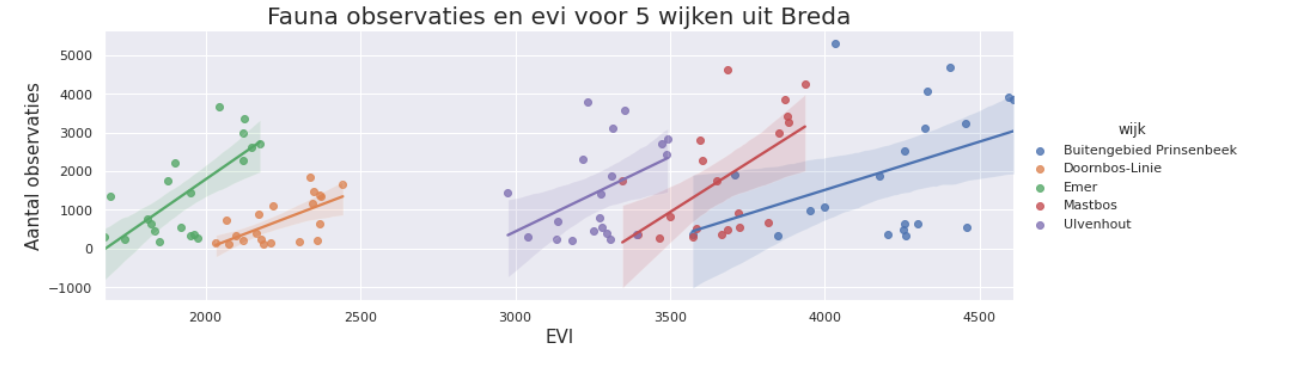 Fauna observaties en evi voor 5 wijken uit Breda
Aantal observaties
5000
4000
3000
2000
1000
0
−1000
2000
2500
3000
3500
4000
4500
EVI
wijk
Buitengebied Prinsenbeek
Doornbos-Linie
Emer
Mastbos
Ulvenhout